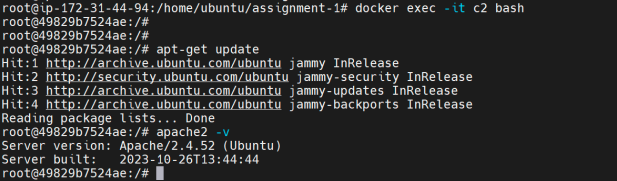 root@ip-172-31-44-94:/home/ubuntu/assignment-1# docker exec -it c2 bash
root@49829b7524ae:/#
root@49829b7524ae:/#
root@49829b7524ae:/# apt-get update
Hit:1 http://archive.ubuntu.com/ubuntu jammy InRelease
Hit:2 http://security.ubuntu.com/ubuntu jammy-security InRelease
Hit:3 http://archive.ubuntu.com/ubuntu jammy-updates InRelease
Hit:4 http://archive.ubuntu.com/ubuntu jammy-backports InRelease
Reading package lists... Done
root@49829b7524ae:/# apache2 -v
Server version: Apache/2.4.52 (Ubuntu)
Server built:   2023-10-26T13:44:44
root@49829b7524ae:/#